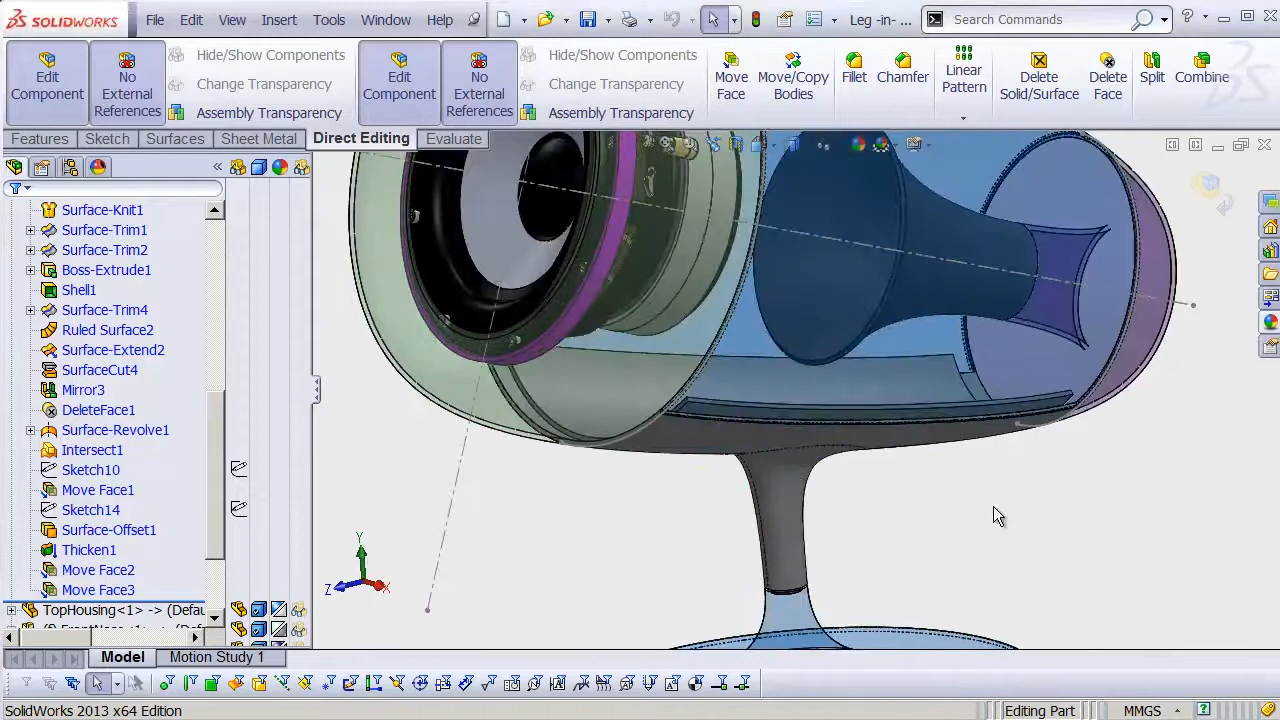 SOLIDWORKS File Edit View Insert Tools Window Help Leg -in- ... Search Commands
Edit Component No External References Hide/Show Components Change Transparency Assembly Transparency Edit Component No External References Hide/Show Components Change Transparency Assembly Transparency Move Face Move/Copy Bodies Fillet Chamfer Linear Pattern Delete Solid/Surface Delete Face Split Combine
Features Sketch Surfaces Sheet Metal Direct Editing Evaluate
Surface-Knit1
Surface-Trim1
Surface-Trim2
Boss-Extrude1
Shell1
Surface-Trim4
Ruled Surface2
Surface-Extend2
SurfaceCut4
Mirror3
DeleteFace1
Surface-Revolve1
Intersect1
Sketch10
Move Face1
Sketch14
Surface-Offset1
Thicken1
Move Face2
Move Face3
TopHousing<1> -> (Defau
Y
Z
X
Model Motion Study 1
SolidWorks 2013 x64 Edition Editing Part MMGS